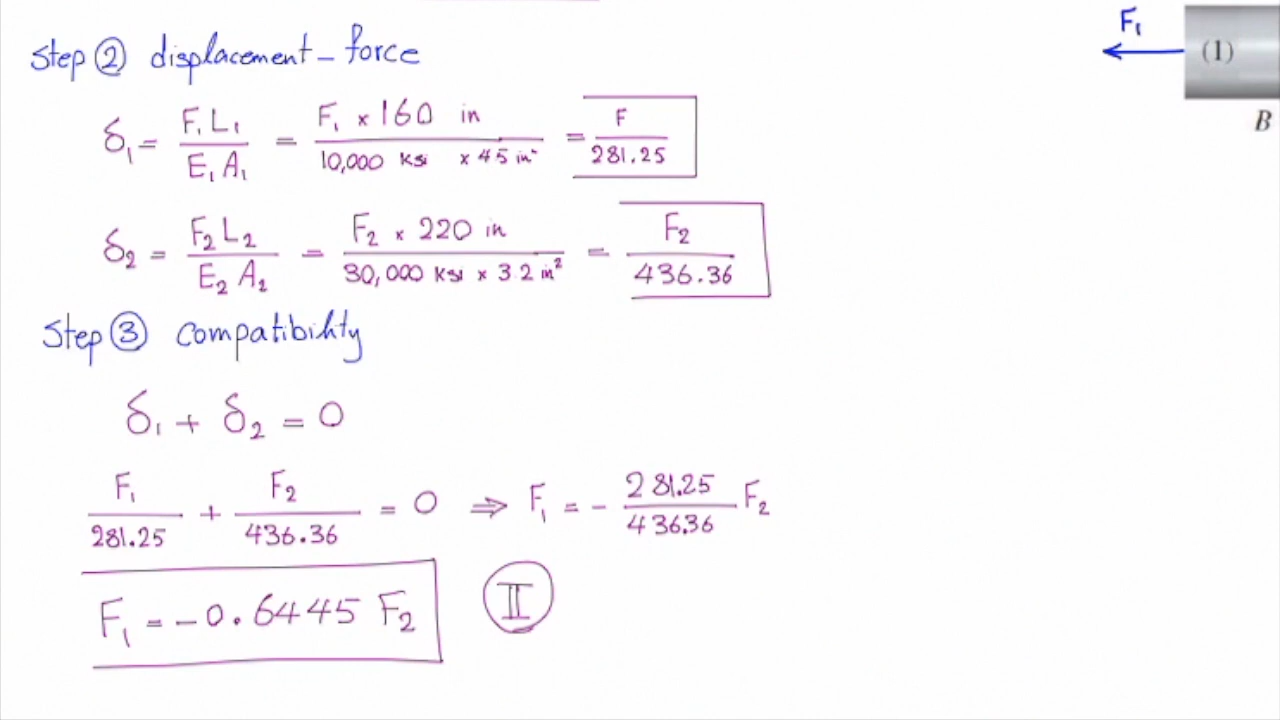 Step ② displacement - force
F₁
(1)
B
δ₁ = F₁L₁ / E₁A₁ = F₁ × 160 in / 10,000 ksi × 4.5 in² = F / 281.25
δ₂ = F₂L₂ / E₂A₂ = F₂ × 220 in / 30,000 ksi × 3.2 in² = F₂ / 436.36
Step ③ compatibility
δ₁ + δ₂ = 0
F₁ / 281.25 + F₂ / 436.36 = 0 ⇒ F₁ = - 281.25 / 436.36 F₂
F₁ = -0.6445 F₂ Ⅱ